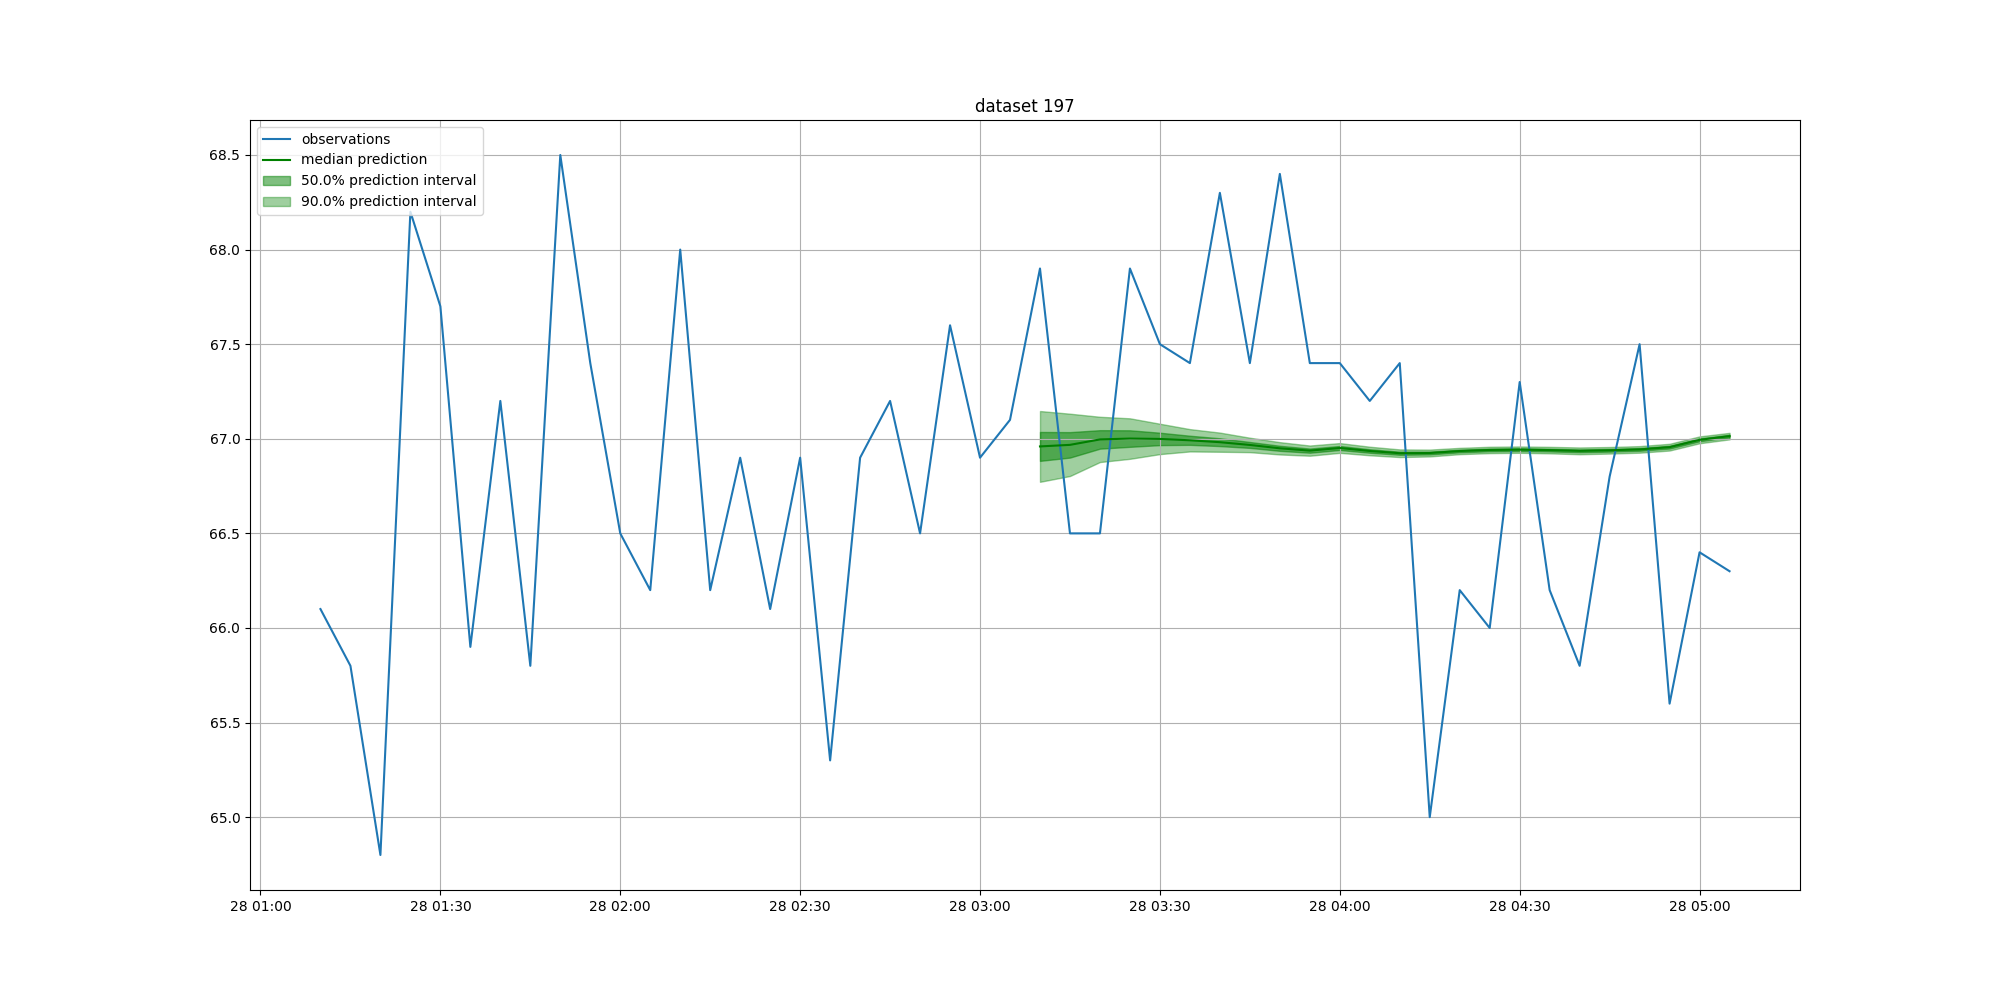 dataset 197
observations
median prediction
50.0% prediction interval
90.0% prediction interval
68.5
68.0
67.5
67.0
66.5
66.0
65.5
65.0
28 01:00 28 01:30 28 02:00 28 02:30 28 03:00 28 03:30 28 04:00 28 04:30 28 05:00